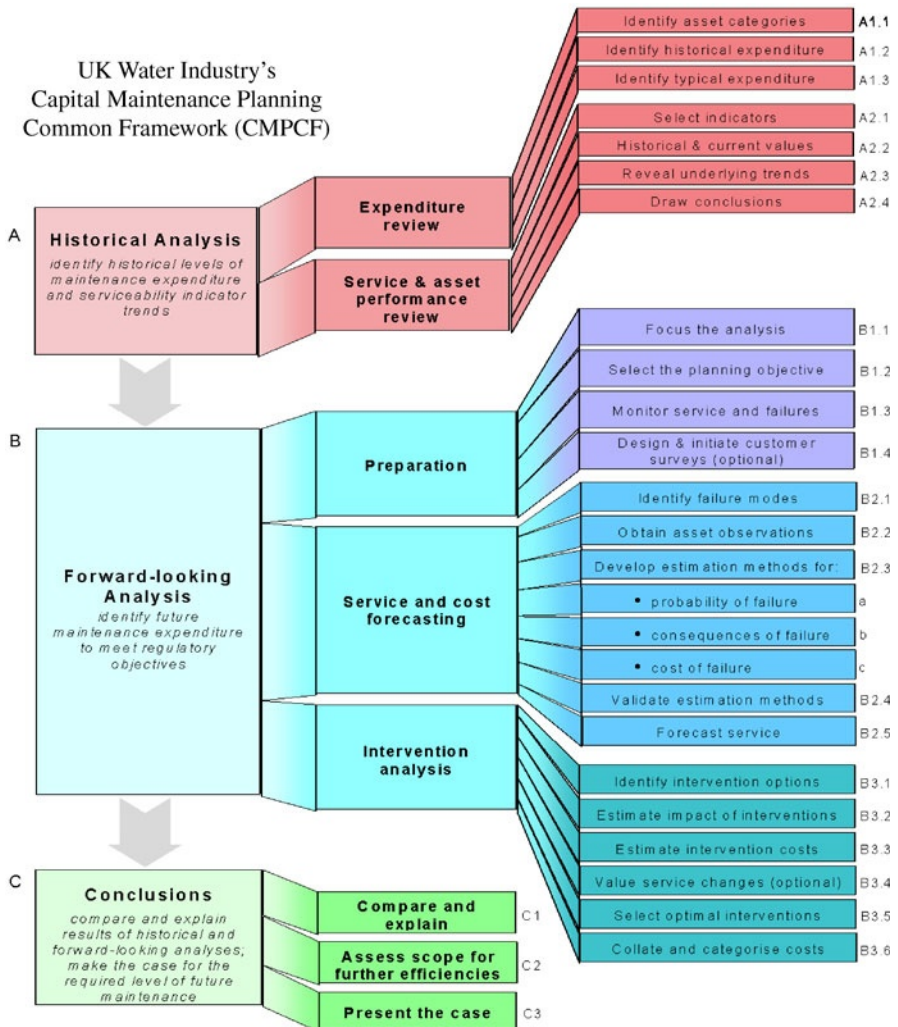 UK Water Industry's
Capital Maintenance Planning
Common Framework (CMPCF)
A
Historical Analysis
identify historical levels of
maintenance expenditure
and serviceability indicator
trends
Expenditure
review
Service & asset
performance
review
Identify asset categories
A1.1
Identify historical expenditure
A1.2
Identify typical expenditure
A1.3
Select indicators
A2.1
Historical & current values
A2.2
Reveal underlying trends
A2.3
Draw conclusions
A2.4
B
Forward-looking
Analysis
identify future
maintenance expenditure
to meet regulatory
objectives
Preparation
Focus the analysis
B1.1
Select the planning objective
B1.2
Monitor service and failures
B1.3
Design & initiate customer
surveys (optional)
B1.4
Service and cost
forecasting
Identify failure modes
B2.1
Obtain asset observations
B2.2
Develop estimation methods for:
B2.3
• probability of failure
a
• consequences of failure
b
• cost of failure
c
Validate estimation methods
B2.4
Forecast service
B2.5
Intervention
analysis
Identify intervention options
B3.1
Estimate impact of interventions
B3.2
Estimate intervention costs
B3.3
Value service changes (optional)
B3.4
Select optimal interventions
B3.5
Collate and categorise costs
B3.6
C
Conclusions
compare and explain
results of historical and
forward-looking analyses;
make the case for the
required level of future
maintenance
Compare and
explain
C1
Assess scope for
further efficiencies
C2
Present the case
C3